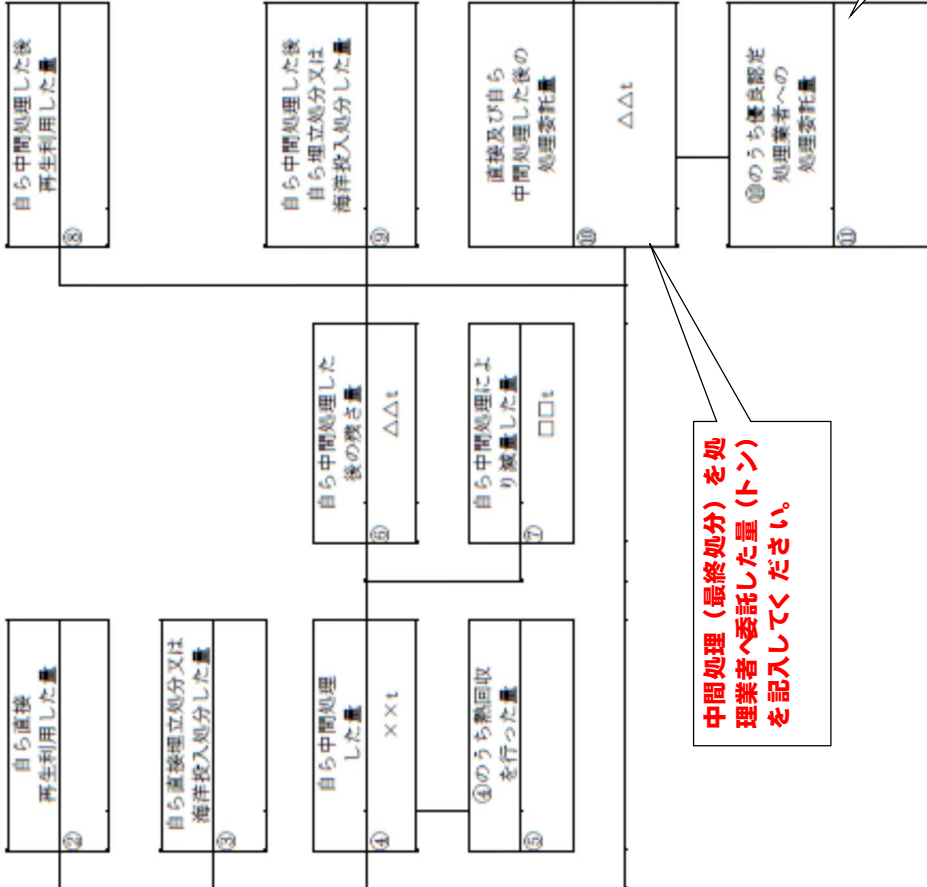 自ら直接
再生利用した量
②
自ら直接埋立処分又は
海洋投入処分した量
③
自ら中間処理
した量
④
××t
④のうち熱回収
を行った量
⑤
自ら中間処理した
後の残さ量
⑥
△△t
自ら中間処理によ
り減量した量
⑦
□□t
自ら中間処理した後
再生利用した量
⑧
自ら中間処理した後
自ら埋立処分又は
海洋投入処分した量
⑨
直接及び自ら
中間処理した後の
処理委託量
⑩
△△t
⑩のうち優良認定
処理業者への
処理委託量
⑪
中間処理（最終処分）を処
理業者へ委託した量（トン）
を記入してください。